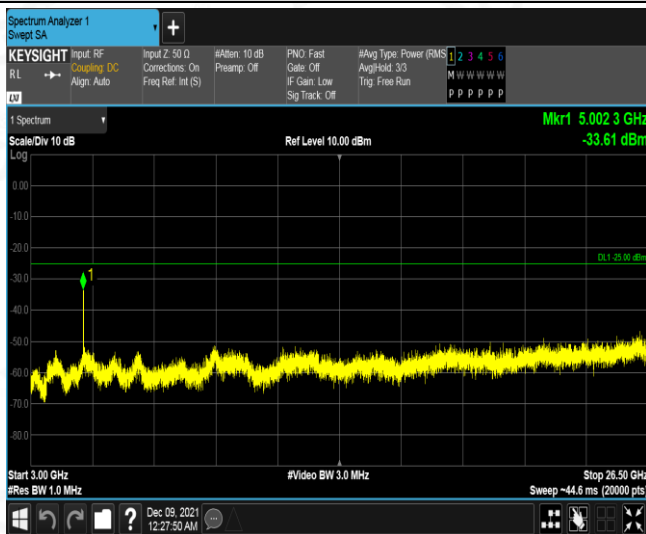 Spectrum Analyzer 1
Swept SA
KEYSIGHT
RL
LXI
Input: RF
Coupling: DC
Align: Auto
Input Z: 50 Ω
Corrections: On
Freq Ref: Int (S)
#Atten: 10 dB
Preamp: Off
PNO: Fast
Gate: Off
IF Gain: Low
Sig Track: Off
#Avg Type: Power (RMS
Avg|Hold: 3/3
Trig: Free Run
1 2 3 4 5 6
M W W W W W
P P P P P P
1 Spectrum
Scale/Div 10 dB
Ref Level 10.00 dBm
Mkr1 5.002 3 GHz
-33.61 dBm
Log
0.00
-10.0
-20.0
DL1 -25.00 dBm
1
-30.0
-40.0
-50.0
-60.0
-70.0
-80.0
Start 3.00 GHz
#Res BW 1.0 MHz
#Video BW 3.0 MHz
Stop 26.50 GHz
Sweep ~44.6 ms (20000 pts)
?
Dec 09, 2021
12:27:50 AM